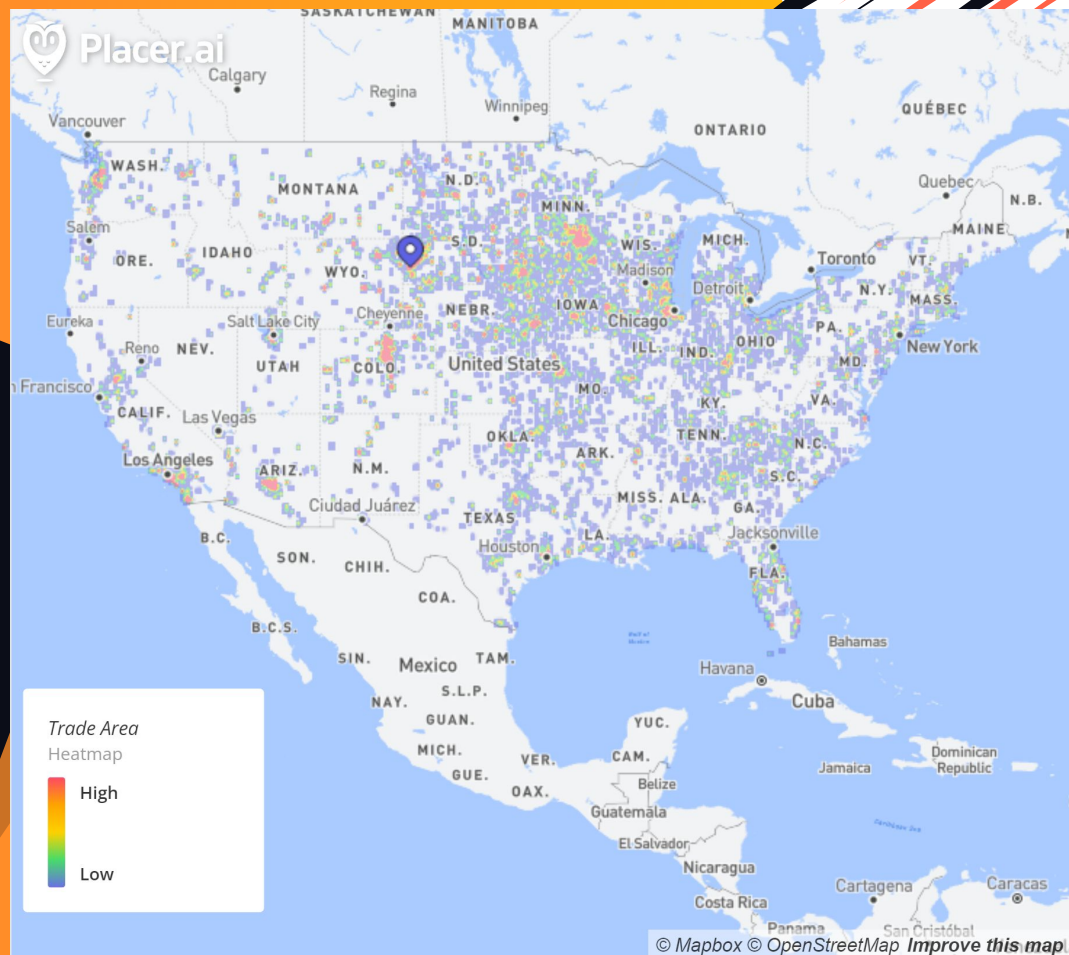 SASKATCHEWAN
MANITOBA
Placer.ai
Calgary
Regina
Winnipeg
QUÉBEC
Vancouver
ONTARIO
WASH.
N.D.
Quebec
MONTANA
N.B.
MINN.
Salem
MAINE
S.D.
WIS.
MICH.
IDAHO
ORE.
Toronto
VT.
WYO.
Madison
Detroit
N.Y.
MASS.
NEBR.
IOWA
Cheyenne
Eureka
Salt Lake City
Chicago
PA.
OHIO
Reno
NEV.
ILL.
IND.
New York
UTAH
COLO.
United States
MD.
n Francisco
MO.
KY.
VA.
CALIF.
Las Vegas
OKLA.
TENN.
N.C.
Los Angeles
ARK.
ARIZ.
N.M.
S.C.
MISS.
ALA.
Ciudad Juárez
GA.
TEXAS
B.C.
LA.
Jacksonville
Houston
SON.
CHIH.
FLA.
COA.
B.C.S.
Gulf of
Mexico
Bahamas
SIN.
Mexico
TAM.
Havana
S.L.P.
NAY.
Cuba
GUAN.
YUC.
Trade Area
MICH.
VER.
CAM.
Dominican
Republic
Heatmap
GUE.
Jamaica
Belize
High
OAX.
Guatemala
Caribbean Sea
El Salvador
Low
Nicaragua
Cartagena
Caracas
Costa Rica
Panama
San Cristóbal
© Mapbox © OpenStreetMap Improve this map